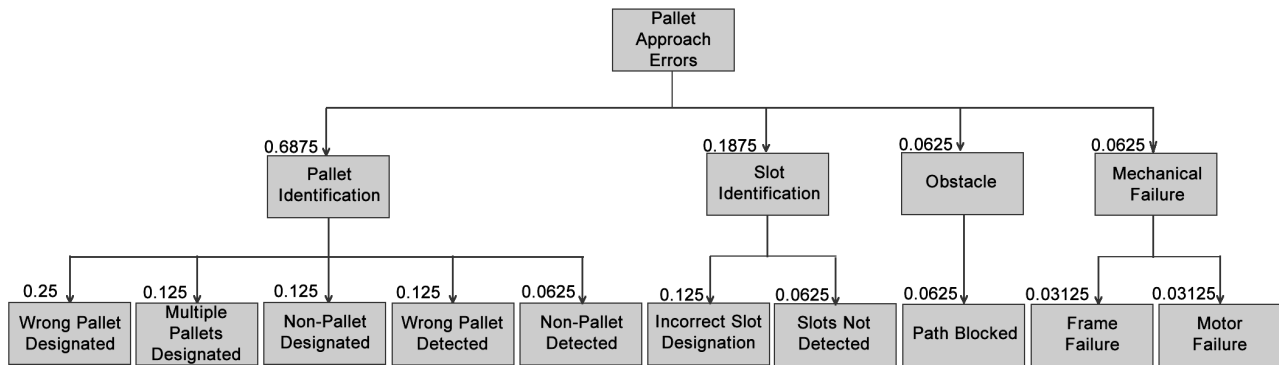 Pallet
Approach
Errors
0.6875
0.1875
0.0625
0.0625
Pallet
Identification
Slot
Identification
Obstacle
Mechanical
Failure
0.25
0.125
0.125
0.125
0.0625
0.125
0.0625
0.0625
0.03125
0.03125
Wrong Pallet
Designated
Multiple
Pallets
Designated
Non-Pallet
Designated
Wrong Pallet
Detected
Non-Pallet
Detected
Incorrect Slot
Designation
Slots Not
Detected
Path Blocked
Frame
Failure
Motor
Failure